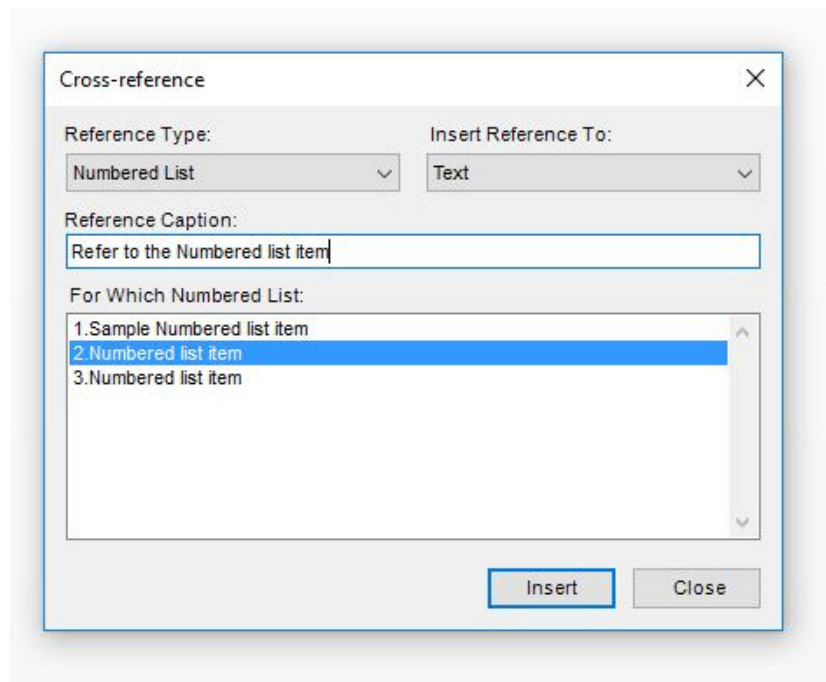 Cross-reference
Reference Type: Insert Reference To:
Numbered List Text
Reference Caption:
Refer to the Numbered list item
For Which Numbered List:
1.Sample Numbered list item
2.Numbered list item
3.Numbered list item
Insert Close